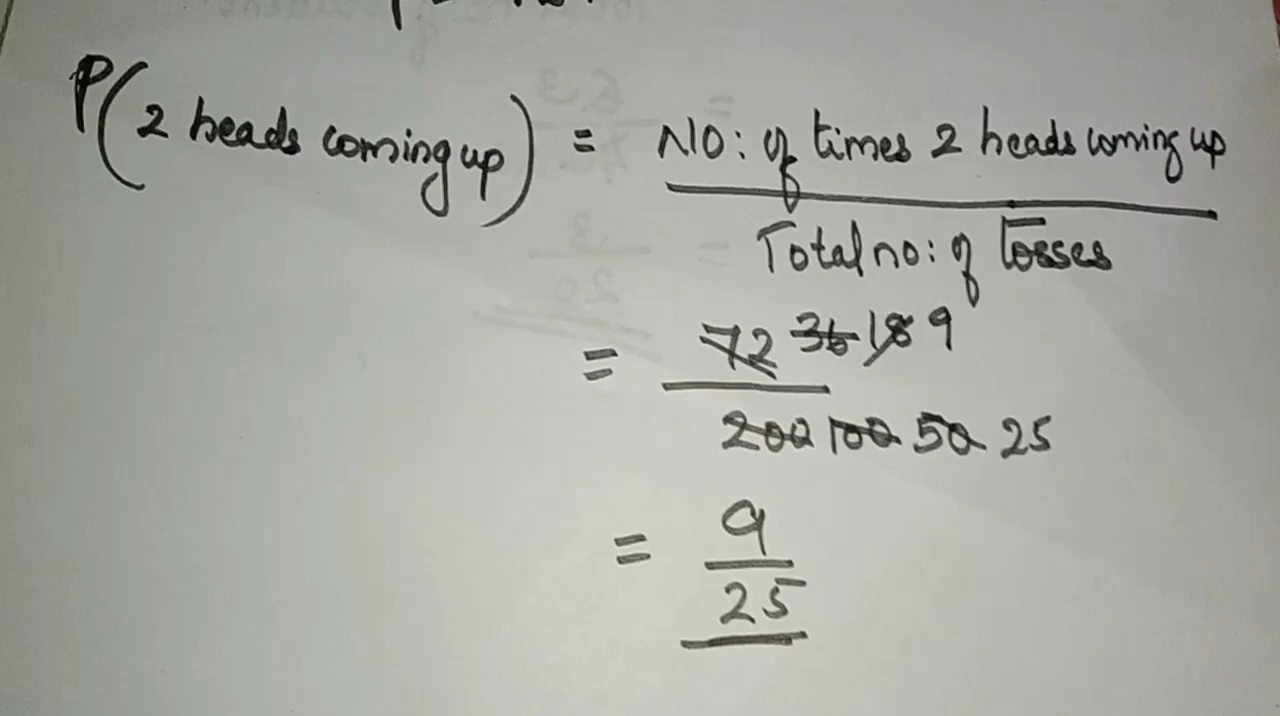 P(2 heads coming up) = NO: of times 2 heads coming up
Total no: of Tosses
= 72 36 18 9
200 100 50 25
= 9
25